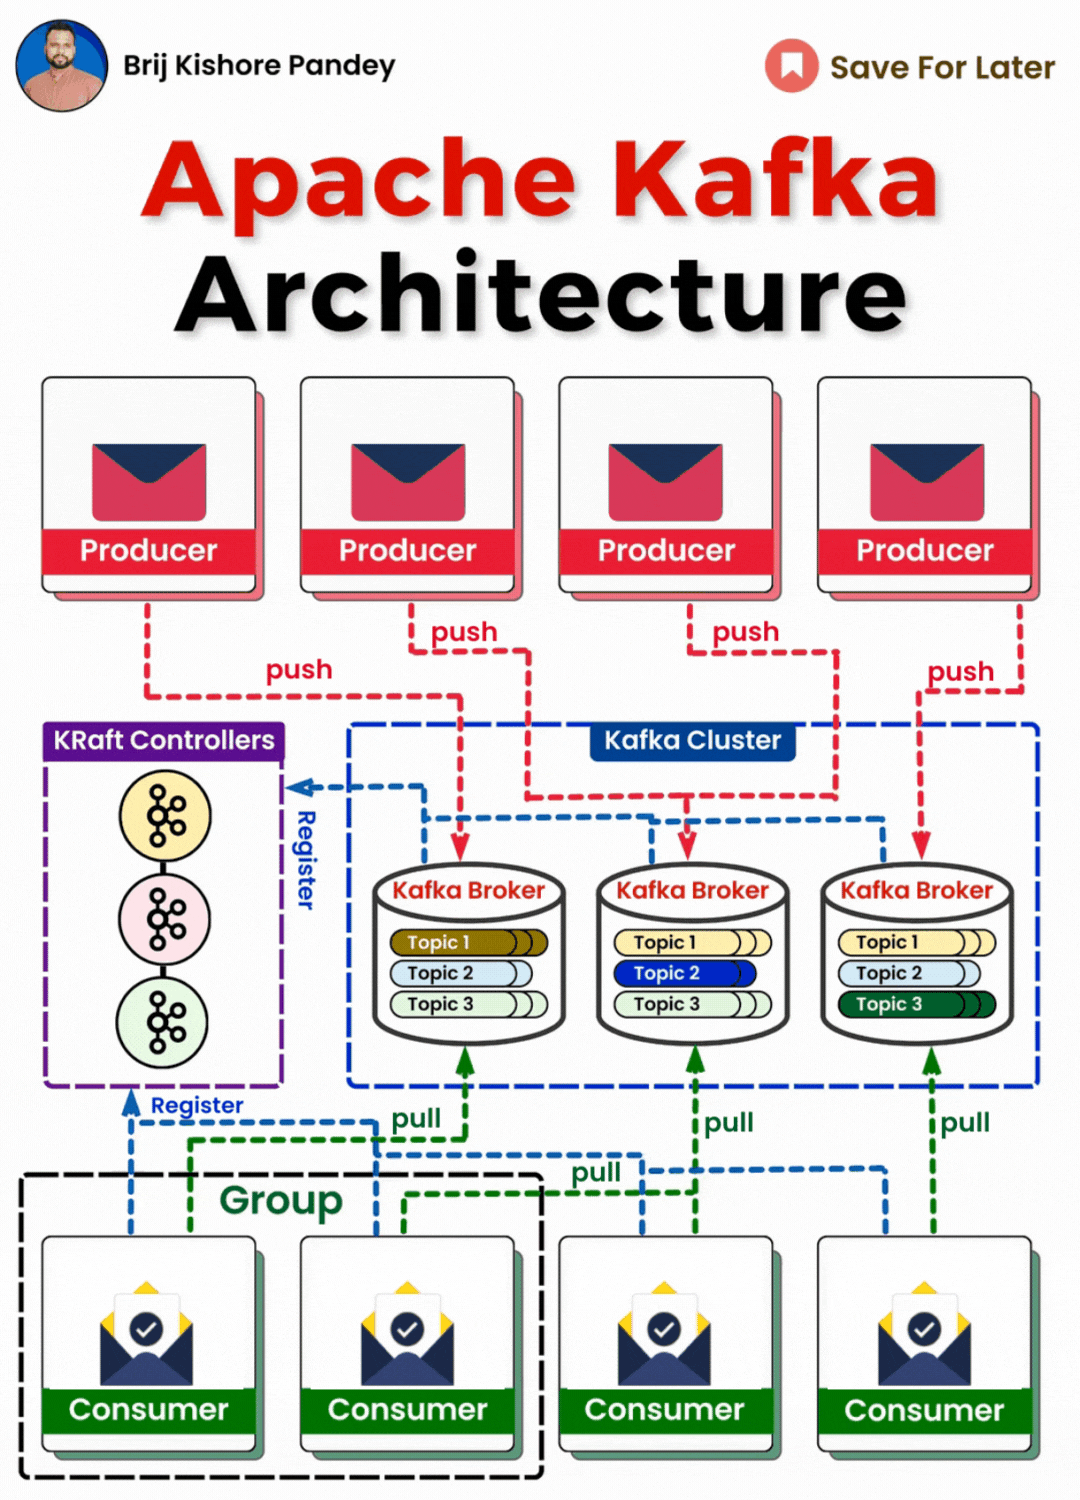 Brij Kishore Pandey
Save For Later
Apache Kafka
Architecture
Producer
Producer
Producer
Producer
push
push
push
push
KRaft Controllers
Kafka Cluster
Register
Kafka Broker
Topic 1
Topic 2
Topic 3
Kafka Broker
Topic 1
Topic 2
Topic 3
Kafka Broker
Topic 1
Topic 2
Topic 3
Register
pull
pull
pull
pull
Group
Consumer
Consumer
Consumer
Consumer